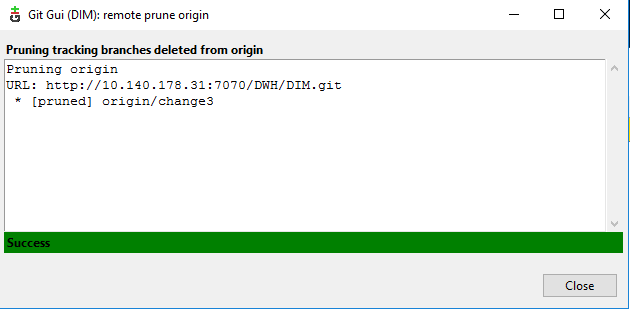 Git Gui (DIM): remote prune origin
Pruning tracking branches deleted from origin
Pruning origin
URL: http://10.140.178.31:7070/DWH/DIM.git
 * [pruned] origin/change3
Success
Close